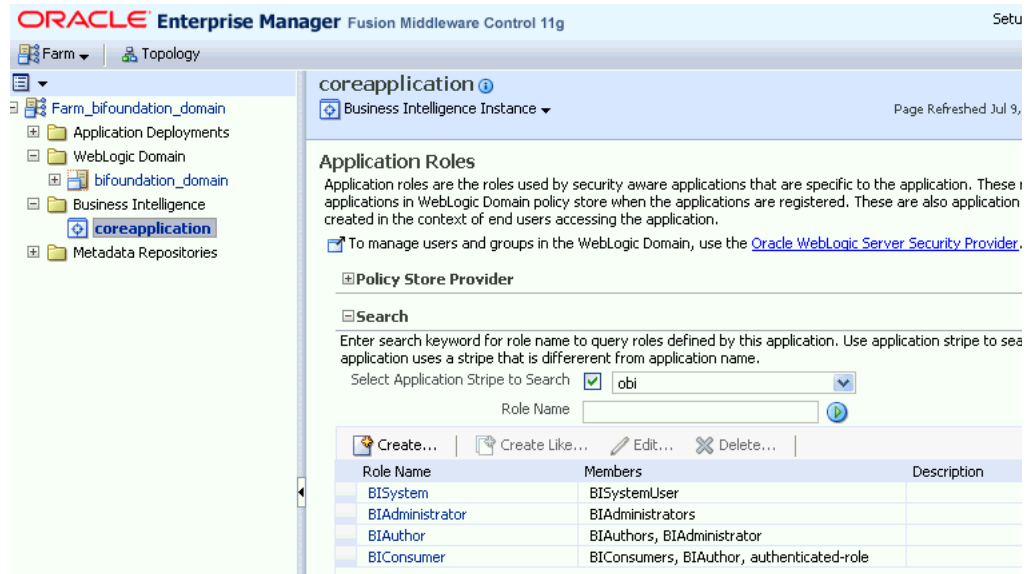 ORACLE Enterprise Manager Fusion Middleware Control 11g
Setu
Farm
Topology
Farm_bifoundation_domain
Application Deployments
WebLogic Domain
bifoundation_domain
Business Intelligence
coreapplication
Metadata Repositories
coreapplication
Business Intelligence Instance
Page Refreshed Jul 9,
Application Roles
Application roles are the roles used by security aware applications that are specific to the application. These
applications in WebLogic Domain policy store when the applications are registered. These are also application
created in the context of end users accessing the application.
To manage users and groups in the WebLogic Domain, use the Oracle WebLogic Server Security Provider.
Policy Store Provider
Search
Enter search keyword for role name to query roles defined by this application. Use application stripe to sea
application uses a stripe that is differerent from application name.
Select Application Stripe to Search obi
Role Name
Create... Create Like... Edit... Delete...
Role Name Members Description
BISystem BISystemUser
BIAdministrator BIAdministrators
BIAuthor BIAuthors, BIAdministrator
BIConsumer BIConsumers, BIAuthor, authenticated-role